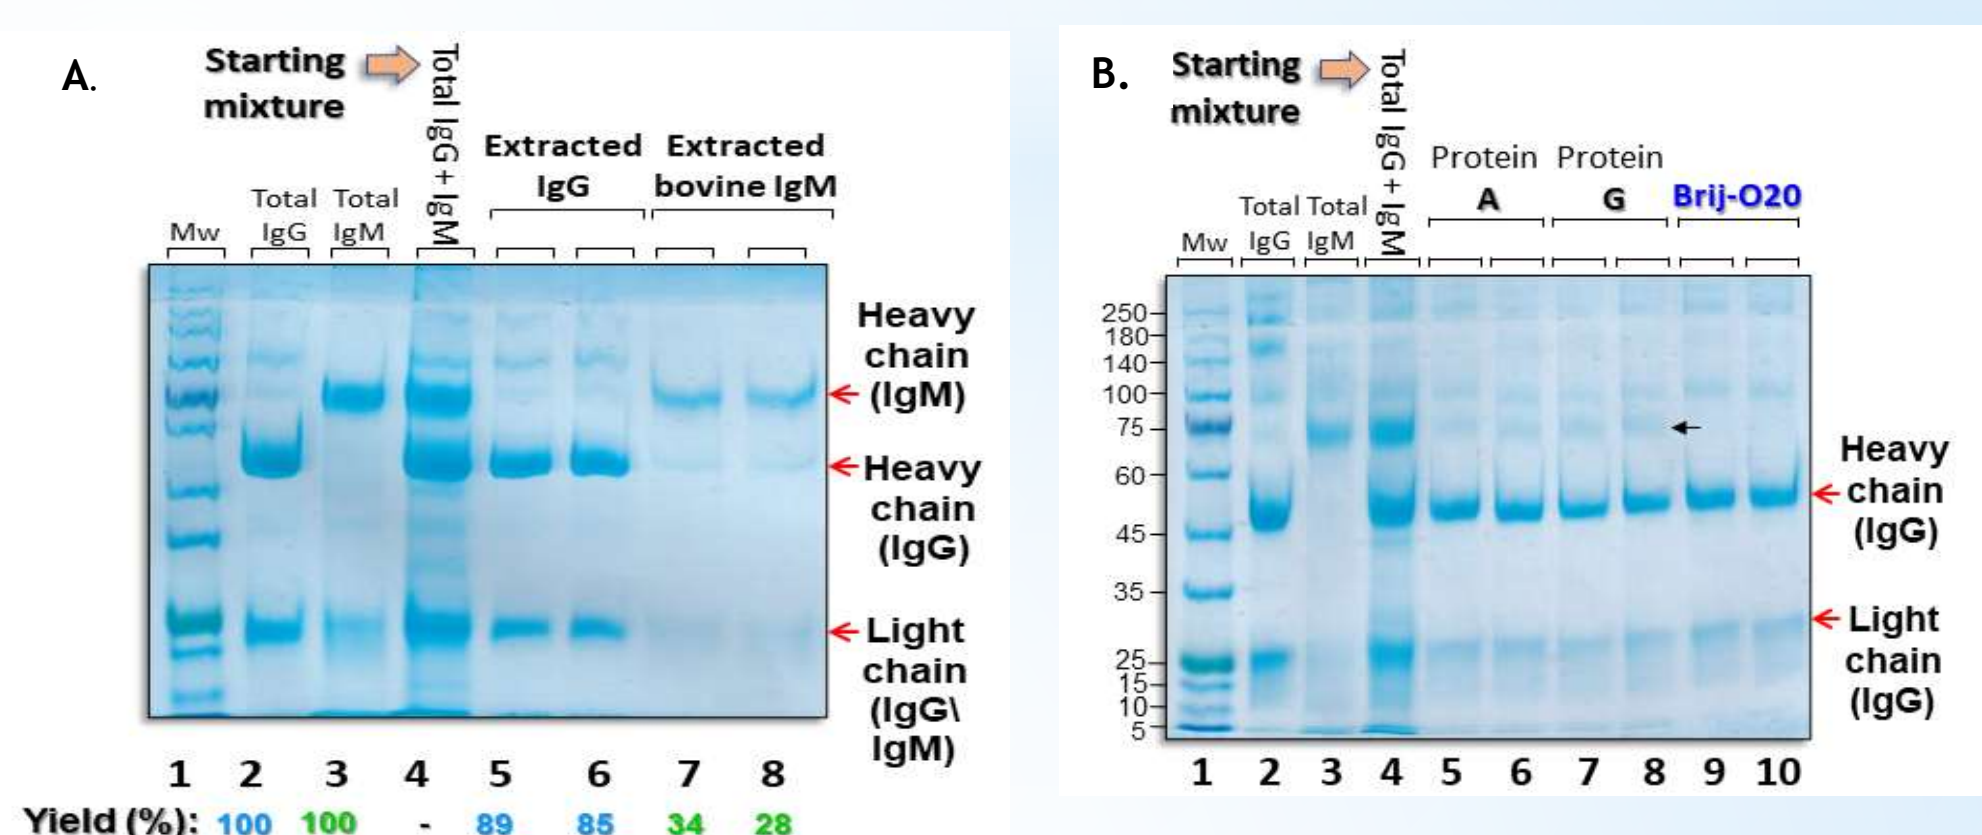 A.
Starting
mixture
Total IgG + IgM
Extracted
IgG
Extracted
bovine IgM
Mw
Total
IgG
Total
IgM
Heavy
chain
(IgM)
Heavy
chain
(IgG)
Light
chain
(IgG\
IgM)
1 2 3 4 5 6 7 8
Yield (%): 100 100 - 89 85 34 28
B.
Starting
mixture
Total IgG + IgM
Protein
A
Protein
G
Brij-O20
Mw
Total
IgG
Total
IgM
250
180
140
100
75
60
45
35
25
15
10
5
Heavy
chain
(IgG)
Light
chain
(IgG)
1 2 3 4 5 6 7 8 9 10